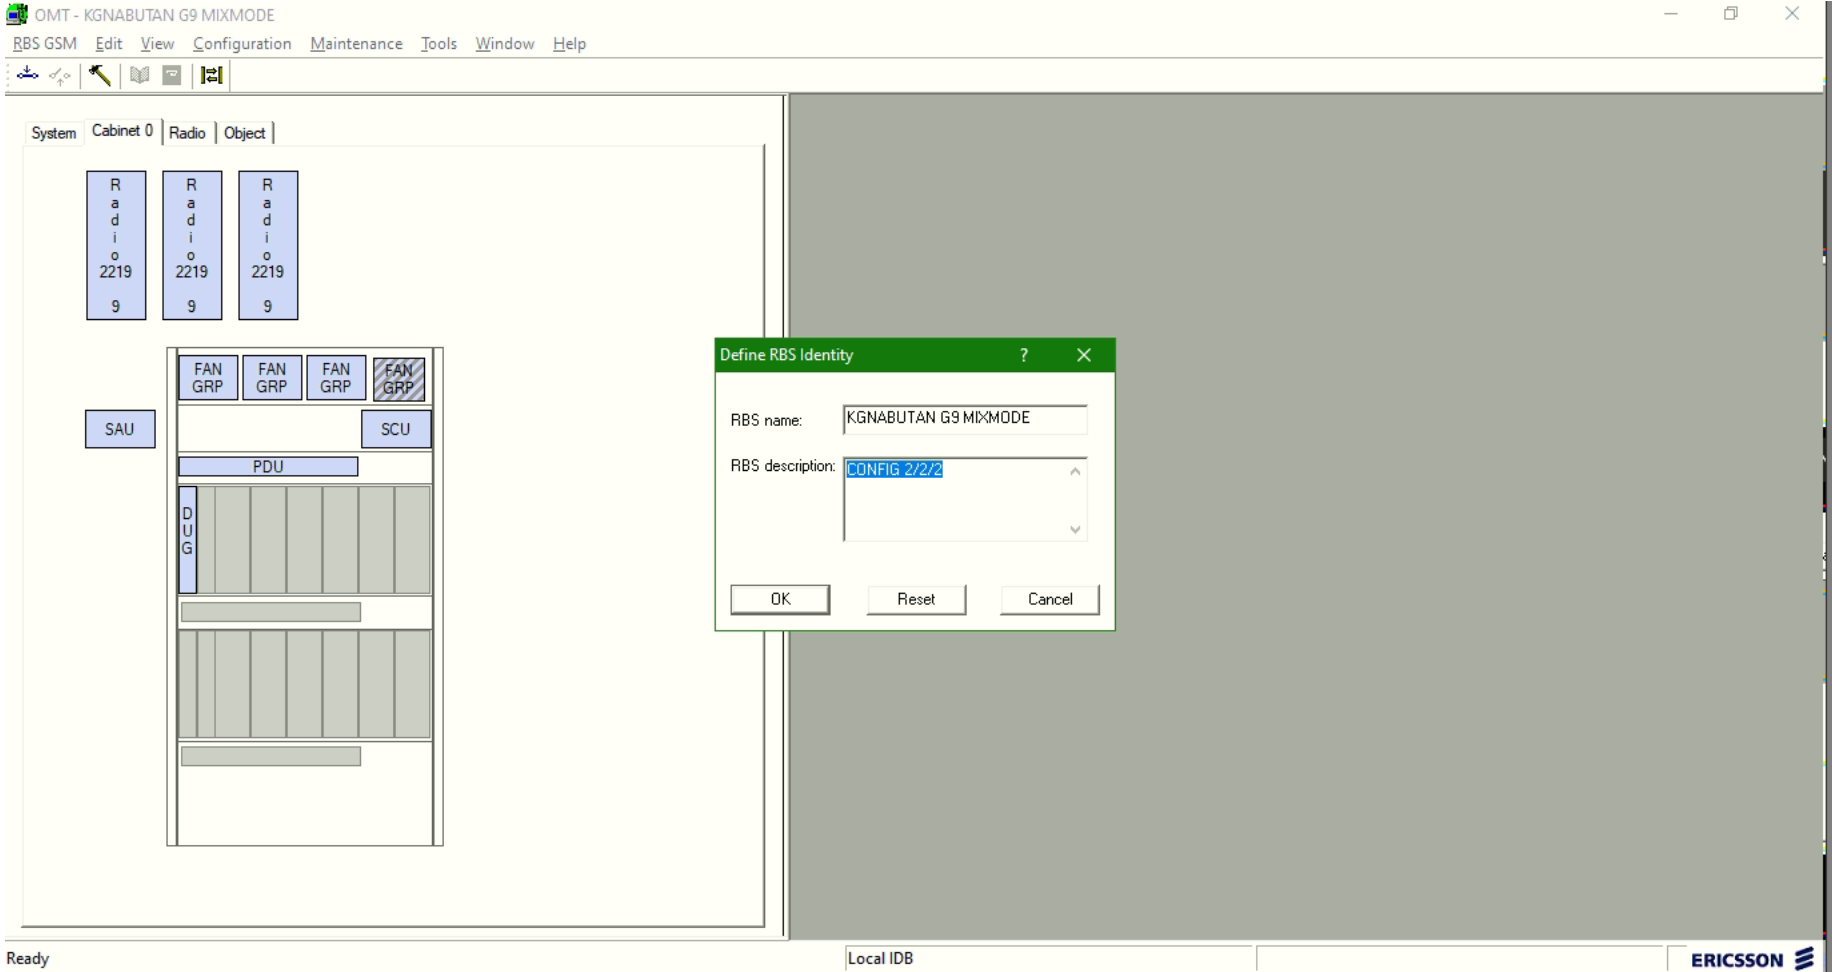 OMT - KGNABUTAN G9 MIXMODE
RBS GSM Edit View Configuration Maintenance Tools Window Help
System Cabinet 0 Radio Object
Radio 2219 9 Radio 2219 9 Radio 2219 9
FAN GRP FAN GRP FAN GRP FAN GRP
SAU SCU
PDU
DUG
Define RBS Identity ?
RBS name: KGNABUTAN G9 MIXMODE
RBS description: CONFIG 2/2/2
OK Reset Cancel
Ready Local IDB ERICSSON